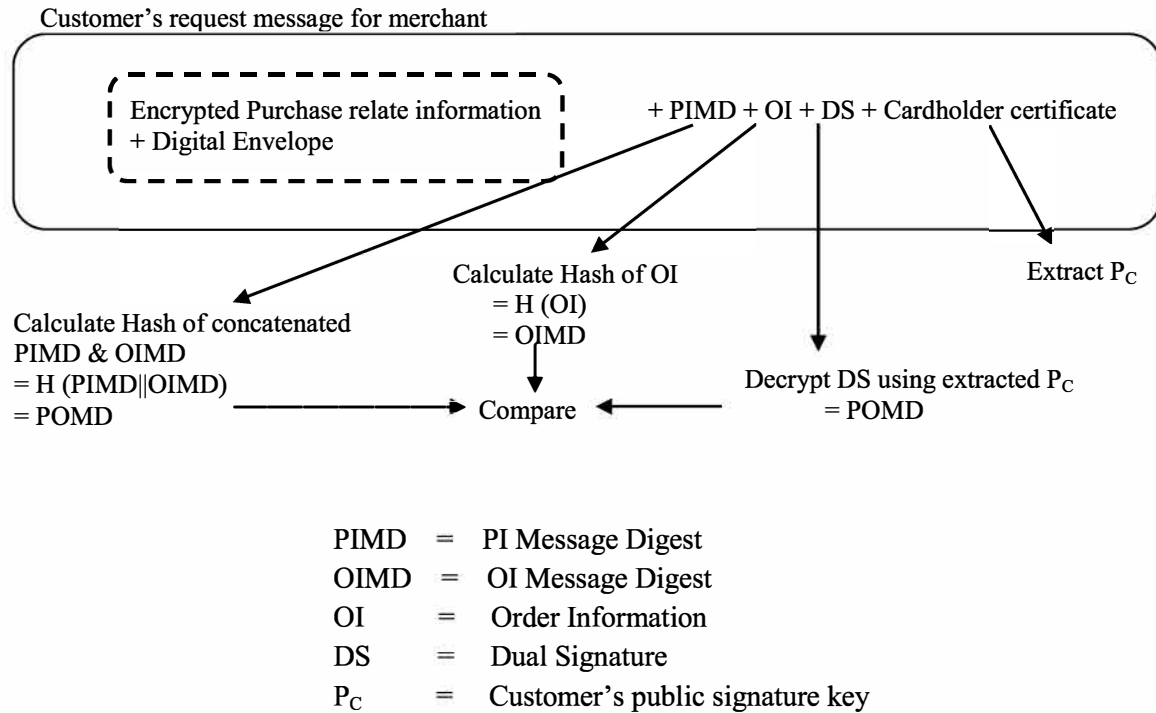 Customer’s request message for merchant
Encrypted Purchase relate information
+ Digital Envelope
+ PIMD + OI + DS + Cardholder certificate
Calculate Hash of OI
= H (OI)
= OIMD
Extract P_C
Calculate Hash of concatenated
PIMD & OIMD
= H (PIMD||OIMD)
= POMD
Compare
Decrypt DS using extracted P_C
= POMD
PIMD = PI Message Digest
OIMD = OI Message Digest
OI = Order Information
DS = Dual Signature
P_C = Customer’s public signature key